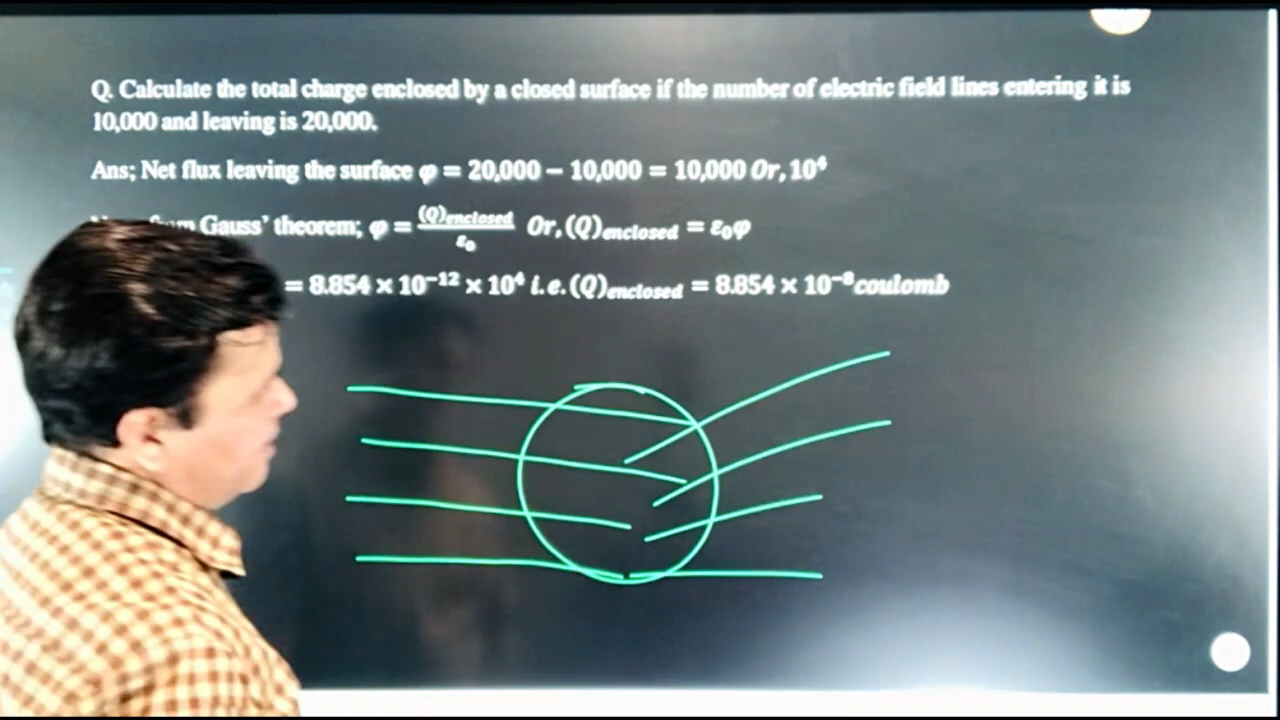 Q. Calculate the total charge enclosed by a closed surface if the number of electric field lines entering it is
10,000 and leaving is 20,000.
Ans; Net flux leaving the surface φ = 20,000 − 10,000 = 10,000 Or, 10⁴
from Gauss' theorem; φ = (Q)enclosed/ε₀ Or, (Q)enclosed = ε₀φ
= 8.854 × 10⁻¹² × 10⁴ i.e. (Q)enclosed = 8.854 × 10⁻⁸ coulomb